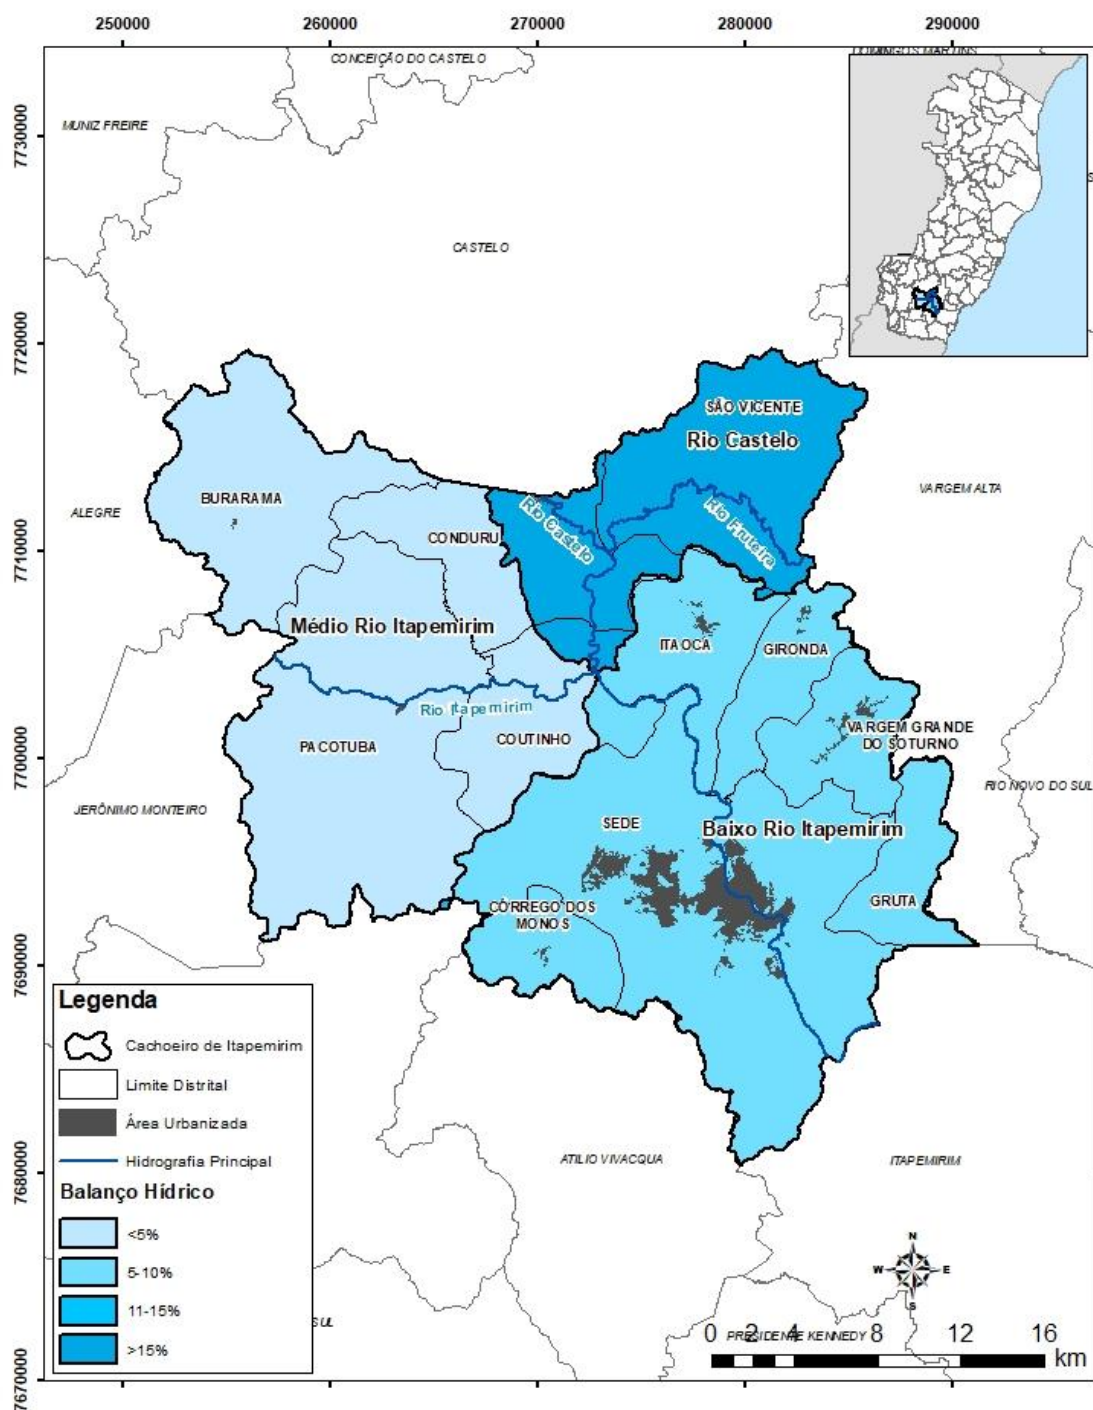 250000
260000
270000
280000
290000
7730000
7720000
7710000
7700000
7690000
7680000
7670000
CONCEIÇÃO DO CASTELO
DOMINGOS MARTINS
MUNIZ FREIRE
CASTELO
S
ALEGRE
VARGEM ALTA
SÃO VICENTE
Rio Castelo
BURARAMA
Rio Castelo
Rio Fruteira
CONDURU
Médio Rio Itapemirim
ITAOCA
GIRONDA
Rio Itapemirim
PACOTUBA
COUTINHO
VARGEM GRANDE
DO SOTURNO
RIO NOVO DO SUL
JERÔNIMO MONTEIRO
SEDE
Baixo Rio Itapemirim
GRUTA
CÓRREGO DOS
MONOS
ATILIO VIVACQUA
ITAPEMIRIM
SUL
PRESIDENTE KENNEDY
Legenda
Cachoeiro de Itapemirim
Limite Distrital
Área Urbanizada
Hidrografia Principal
Balanço Hídrico
<5%
5-10%
11-15%
>15%
N
W
E
S
0 2 4 8 12 16
km